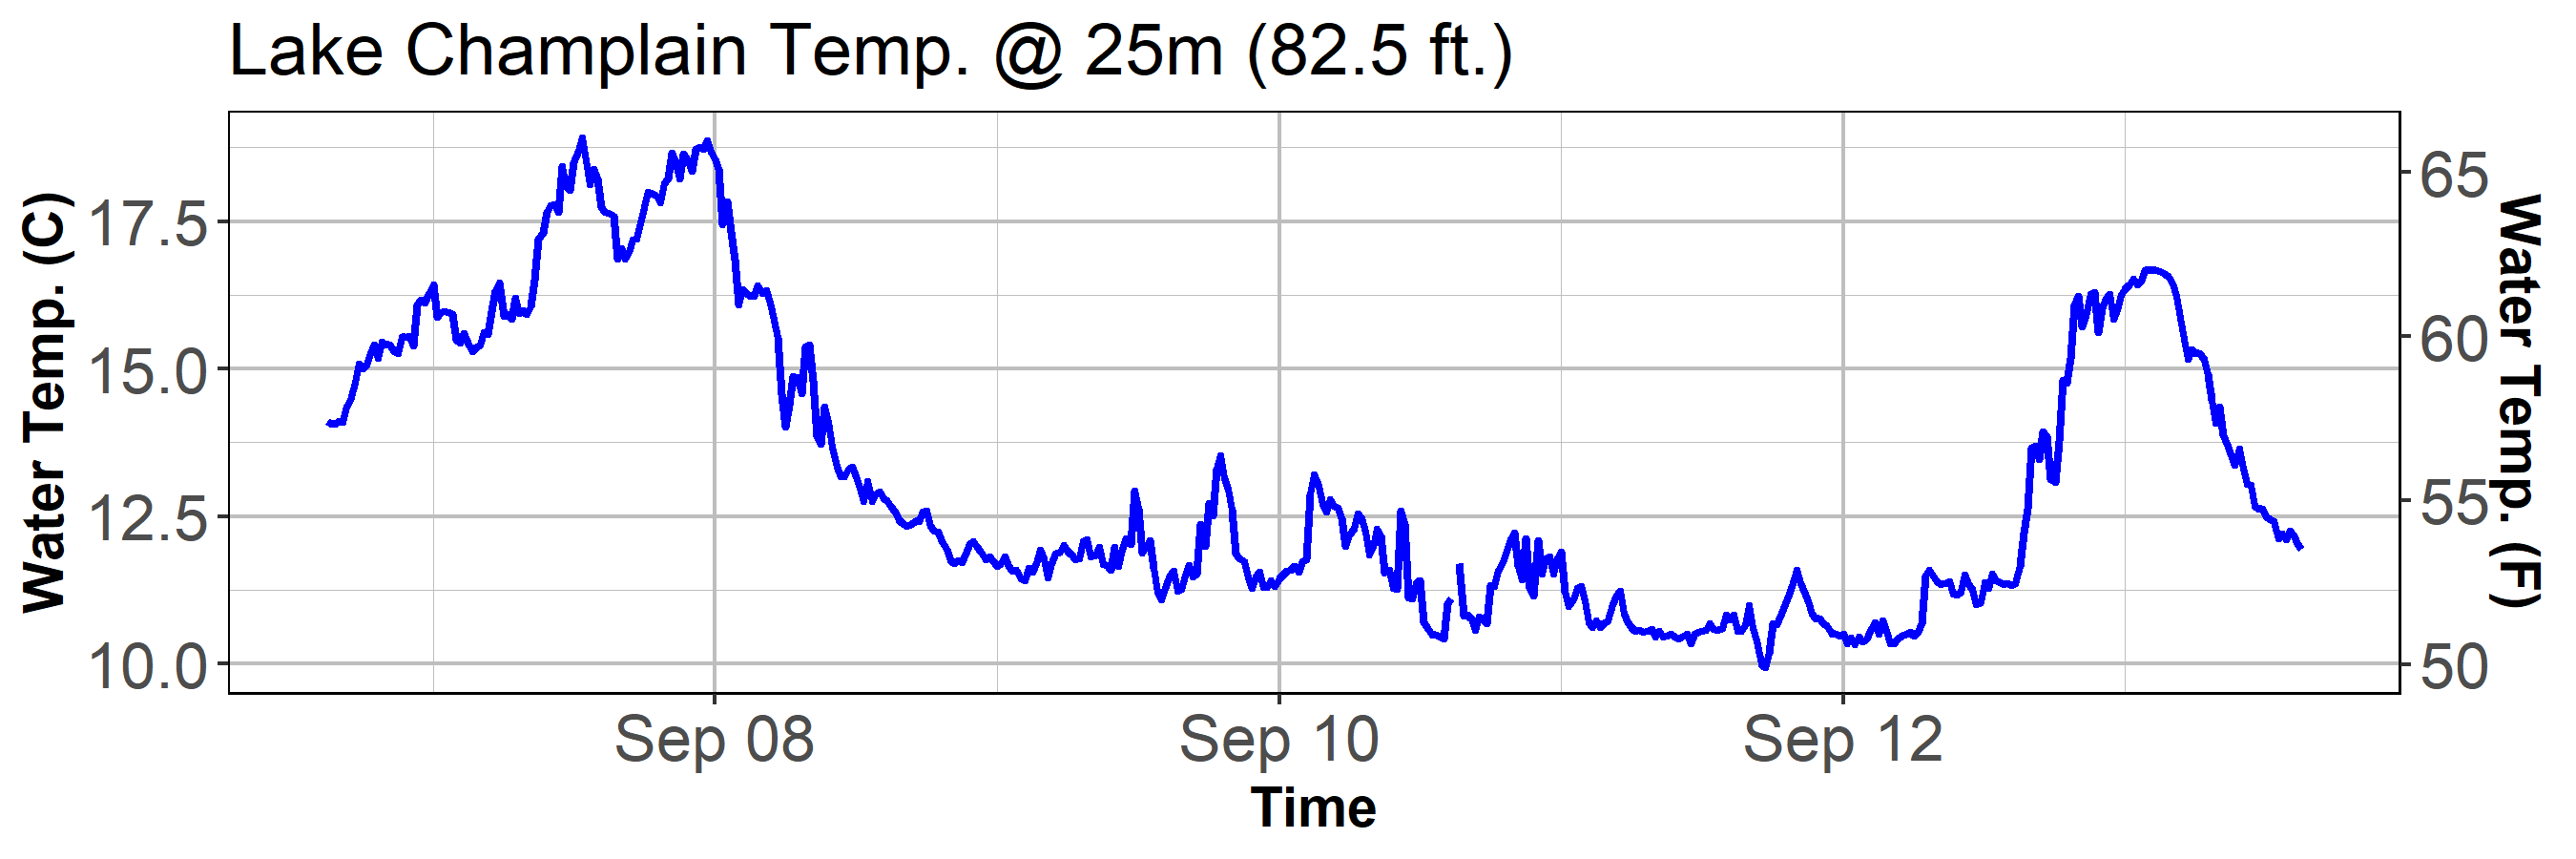 Lake Champlain Temp. @ 25m (82.5 ft.)
Water Temp. (C)
17.5
15.0
12.5
10.0
65
60
55
50
Water Temp. (F)
Sep 08
Sep 10
Sep 12
Time